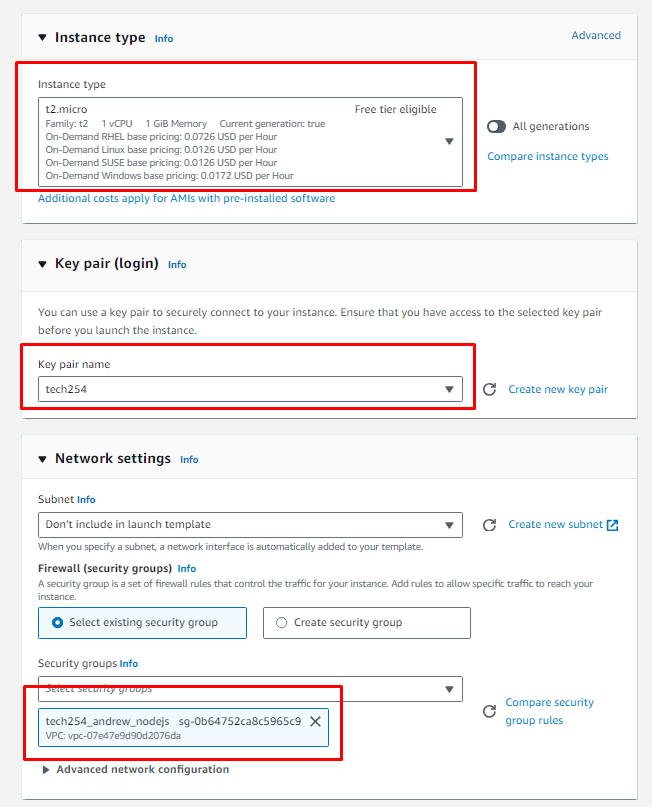 Instance type Info
Advanced
Instance type
t2.micro Free tier eligible
Family: t2 1 vCPU 1 GiB Memory Current generation: true
On-Demand RHEL base pricing: 0.0726 USD per Hour
On-Demand Linux base pricing: 0.0126 USD per Hour
On-Demand SUSE base pricing: 0.0126 USD per Hour
On-Demand Windows base pricing: 0.0172 USD per Hour
All generations
Compare instance types
Additional costs apply for AMIs with pre-installed software
Key pair (login) Info
You can use a key pair to securely connect to your instance. Ensure that you have access to the selected key pair
before you launch the instance.
Key pair name
tech254
Create new key pair
Network settings Info
Subnet Info
Don't include in launch template
Create new subnet
When you specify a subnet, a network interface is automatically added to your template.
Firewall (security groups) Info
A security group is a set of firewall rules that control the traffic for your instance. Add rules to allow specific traffic to reach your
instance.
Select existing security group
Create security group
Security groups Info
Select security groups
Compare security
group rules
tech254_andrew_nodejs sg-0b64752ca8c5965c9
VPC: vpc-07e47e9d90d2076da
Advanced network configuration